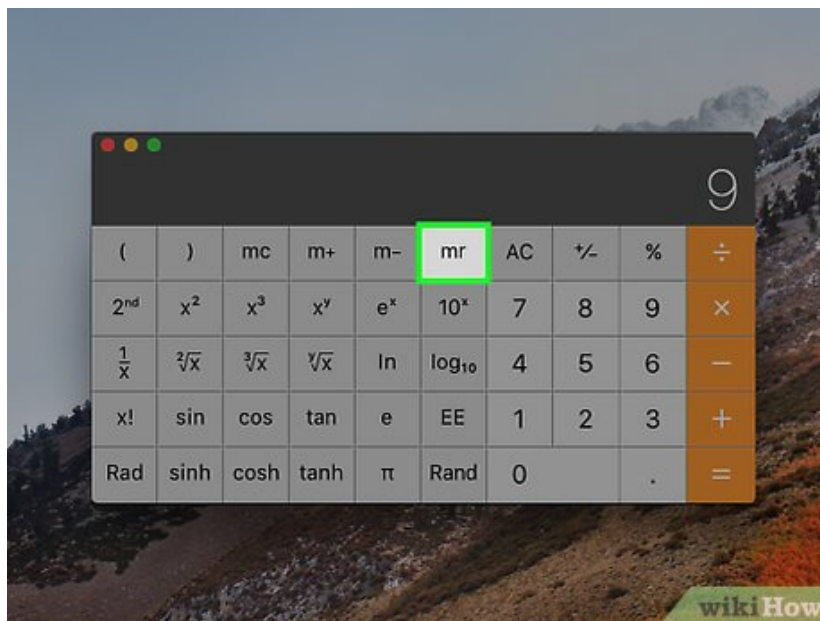 9
( ) mc m+ m- mr AC +/- % ÷
2nd x² x³ xʸ eˣ 10ˣ 7 8 9 ×
1/x ²√x ³√x ʸ√x ln log₁₀ 4 5 6 −
x! sin cos tan e EE 1 2 3 +
Rad sinh cosh tanh π Rand 0 . =
wikiHow